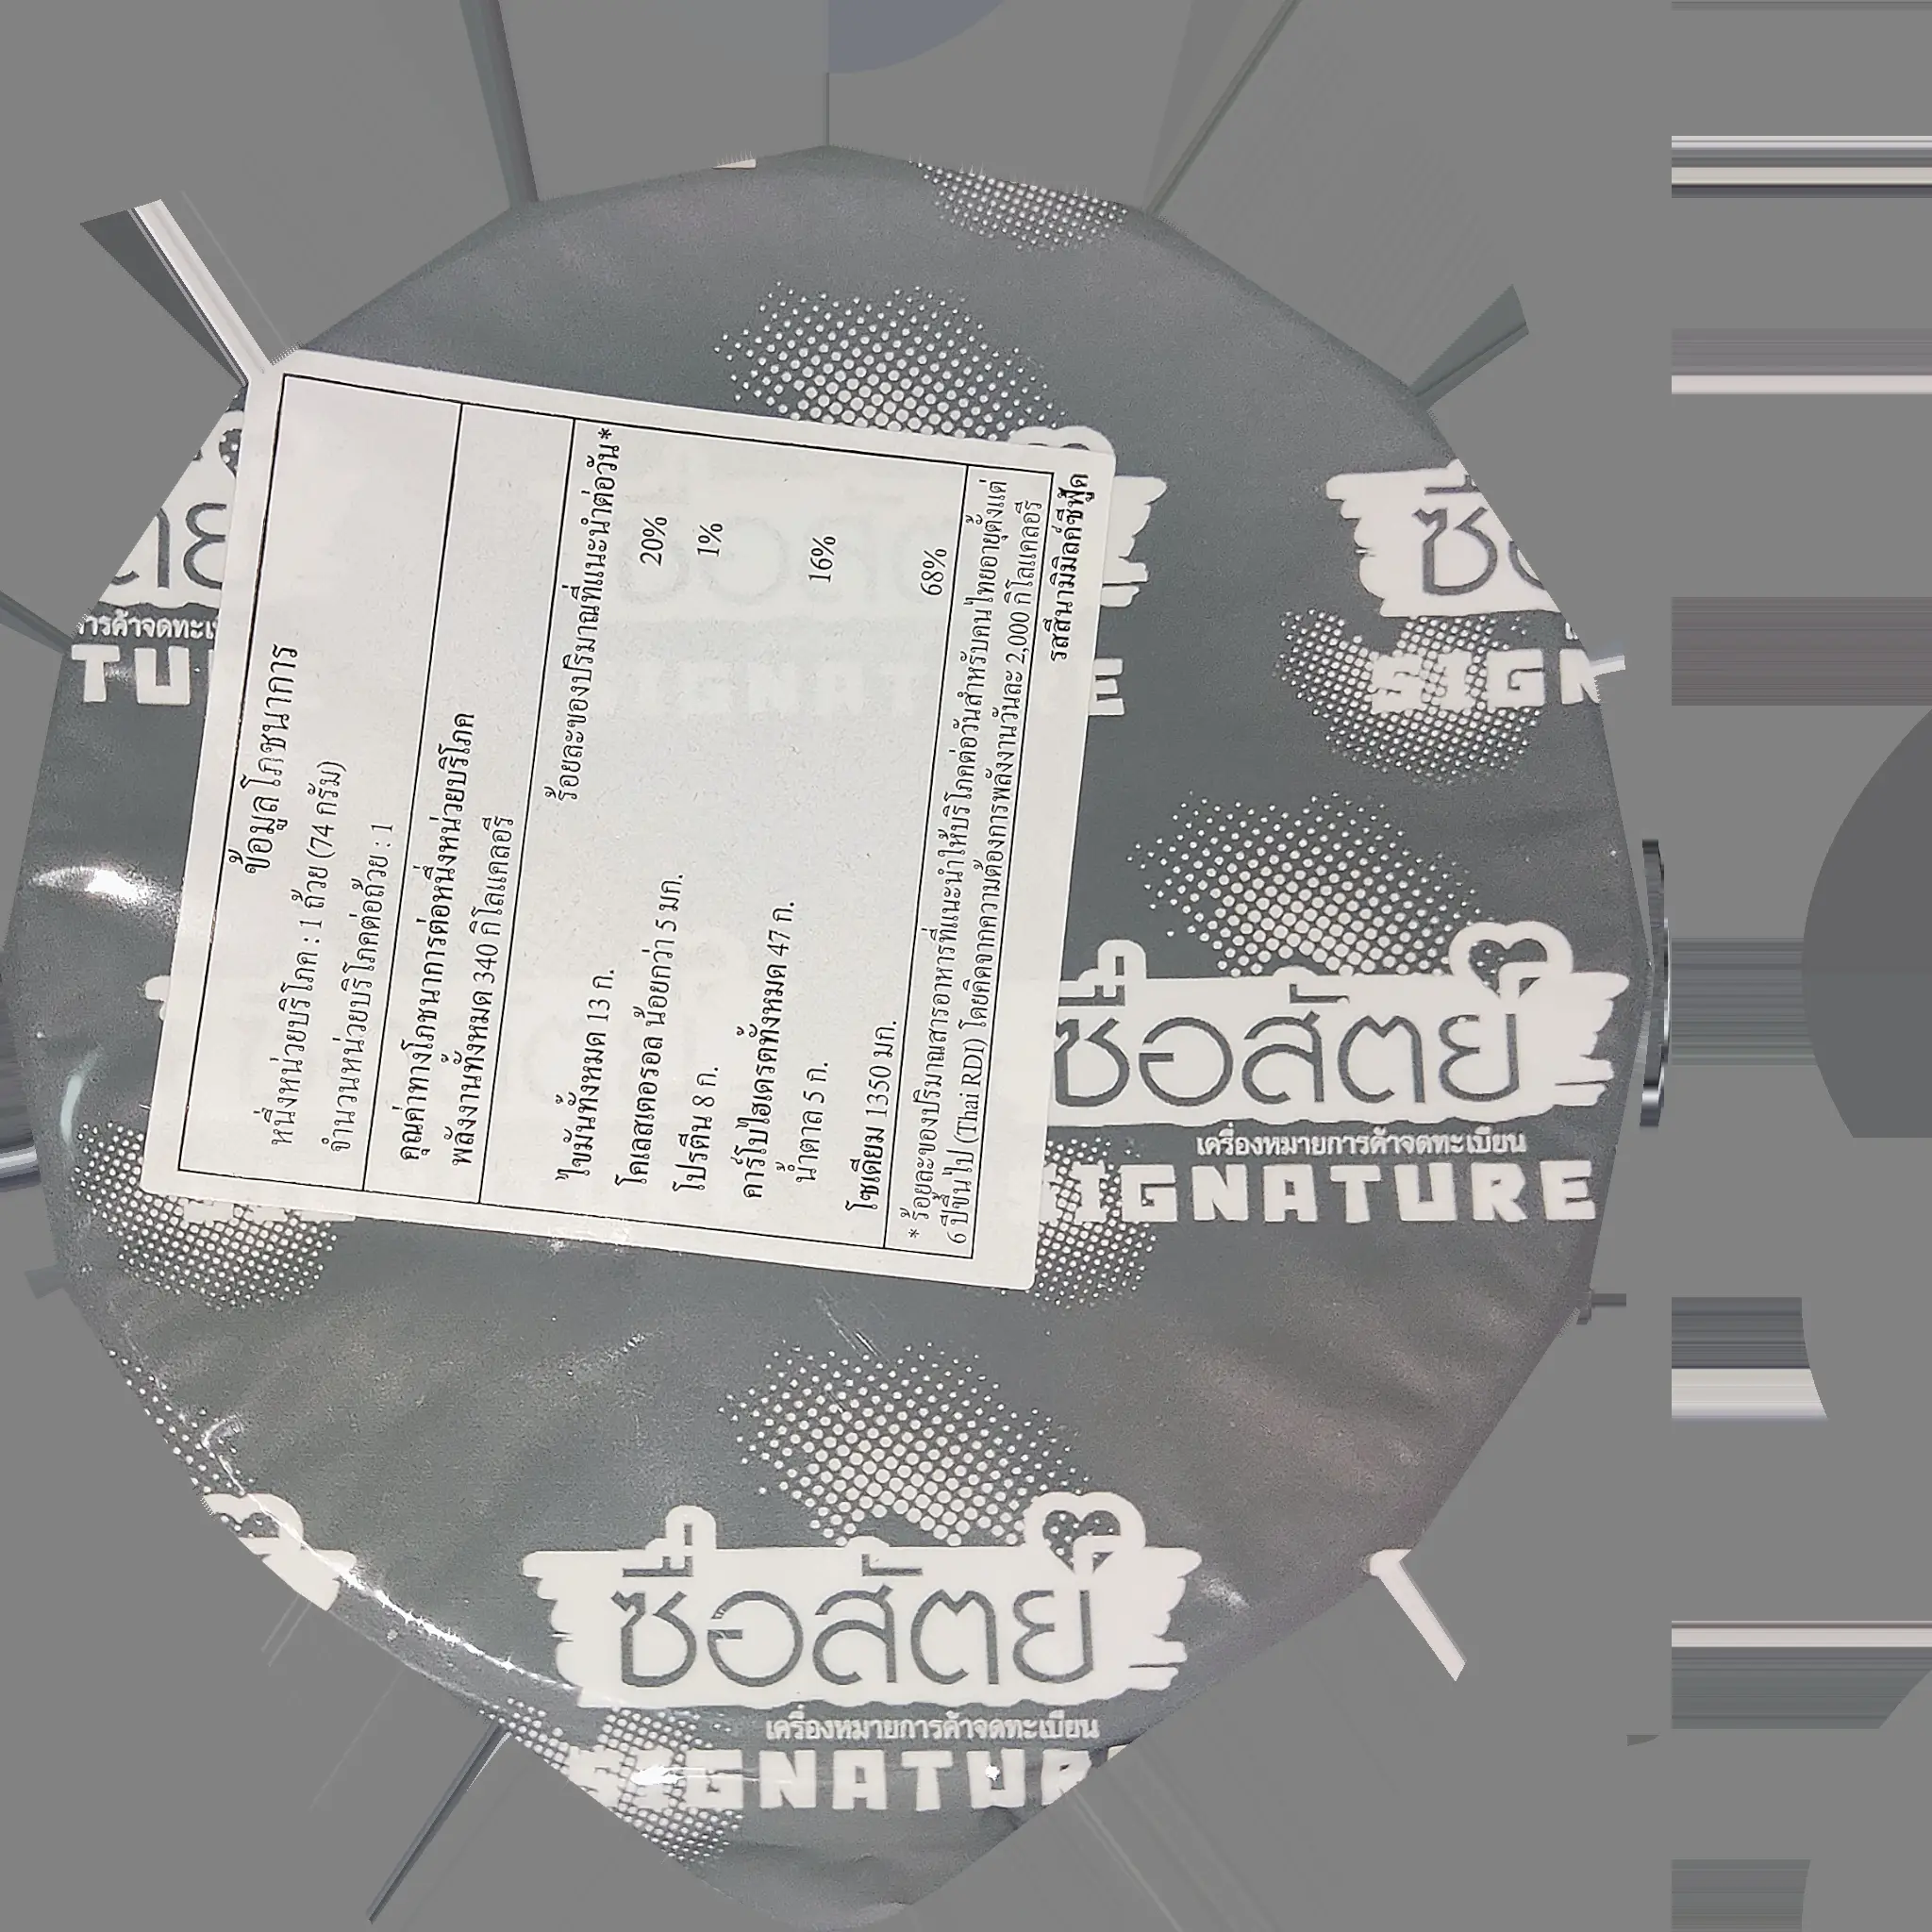 ข้อมูลโภชนาการ
หนึ่งหน่วยบริโภค : 1 ถ้วย (74 กรัม)
จำนวนหน่วยบริโภคต่อถ้วย : 1
คุณค่าทางโภชนาการต่อหนึ่งหน่วยบริโภค
พลังงานทั้งหมด 340 กิโลแคลอรี
ร้อยละของปริมาณที่แนะนำต่อวัน*
ไขมันทั้งหมด 13 ก. 20%
โคเลสเตอรอล น้อยกว่า 5 มก. 1%
โปรตีน 8 ก.
คาร์โบไฮเดรตทั้งหมด 47 ก. 16%
น้ำตาล 5 ก.
โซเดียม 1350 มก. 68%
* ร้อยละของปริมาณสารอาหารที่แนะนำให้บริโภคต่อวันสำหรับคนไทยอายุตั้งแต่
6 ปีขึ้นไป (Thai RDI) โดยคิดจากความต้องการพลังงานวันละ 2,000 กิโลแคลอรี
รสสึนามิมิลค์ซีฟู้ด
TU
E
ซื่
SIGN
ซื่อสัตย์
เครื่องหมายการค้าจดทะเบียน
SIGNATURE
ซื่อสัตย์
เครื่องหมายการค้าจดทะเบียน
SIGNATUR